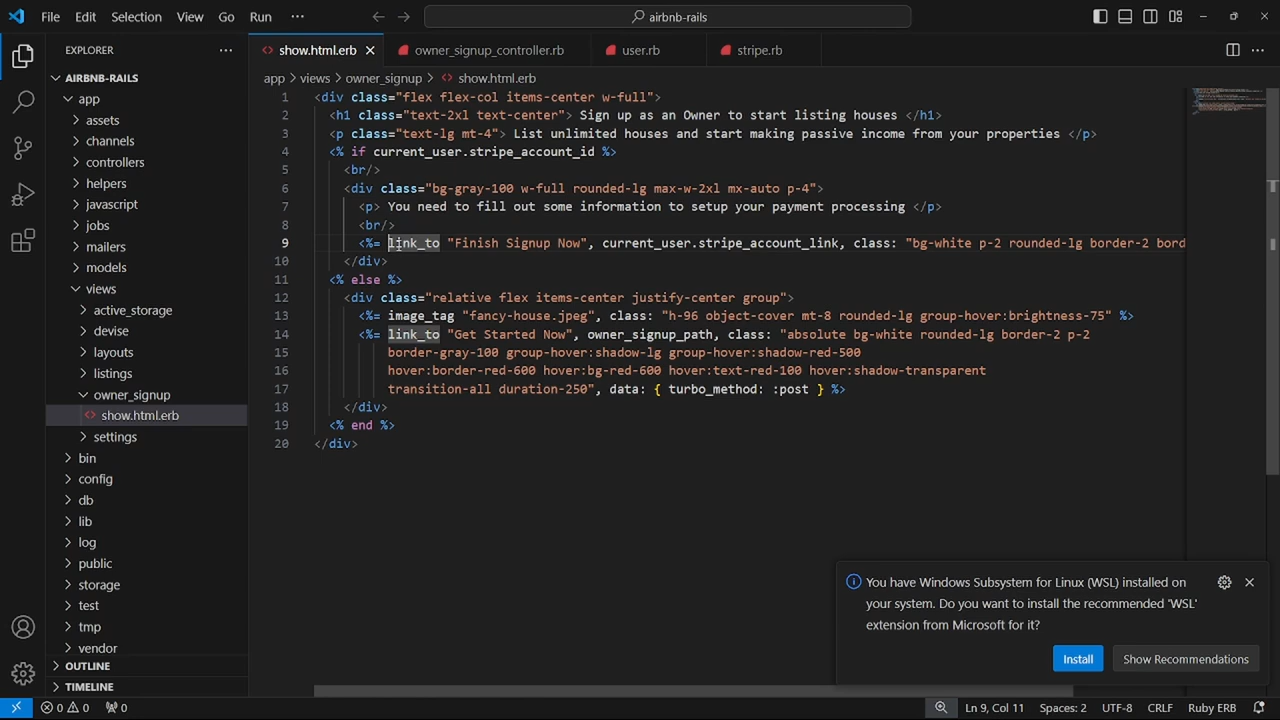 File Edit Selection View Go Run ··· airbnb-rails
EXPLORER ···
AIRBNB-RAILS
app
assets
channels
controllers
helpers
javascript
jobs
mailers
models
views
active_storage
devise
layouts
listings
owner_signup
show.html.erb
settings
bin
config
db
lib
log
public
storage
test
tmp
vendor
OUTLINE
TIMELINE
show.html.erb owner_signup_controller.rb user.rb stripe.rb
app > views > owner_signup > show.html.erb
1 <div class="flex flex-col items-center w-full">
2 <h1 class="text-2xl text-center"> Sign up as an Owner to start listing houses </h1>
3 <p class="text-lg mt-4"> List unlimited houses and start making passive income from your properties </p>
4 <% if current_user.stripe_account_id %>
5 <br/>
6 <div class="bg-gray-100 w-full rounded-lg max-w-2xl mx-auto p-4">
7 <p> You need to fill out some information to setup your payment processing </p>
8 <br/>
9 <%= link_to "Finish Signup Now", current_user.stripe_account_link, class: "bg-white p-2 rounded-lg border-2 bord
10 </div>
11 <% else %>
12 <div class="relative flex items-center justify-center group">
13 <%= image_tag "fancy-house.jpeg", class: "h-96 object-cover mt-8 rounded-lg group-hover:brightness-75" %>
14 <%= link_to "Get Started Now", owner_signup_path, class: "absolute bg-white rounded-lg border-2 p-2
15 border-gray-100 group-hover:shadow-lg group-hover:shadow-red-500
16 hover:border-red-600 hover:bg-red-600 hover:text-red-100 hover:shadow-transparent
17 transition-all duration-250", data: { turbo_method: :post } %>
18 </div>
19 <% end %>
20 </div>
You have Windows Subsystem for Linux (WSL) installed on
your system. Do you want to install the recommended 'WSL'
extension from Microsoft for it?
Install Show Recommendations
0 0 0 Ln 9, Col 11 Spaces: 2 UTF-8 CRLF Ruby ERB